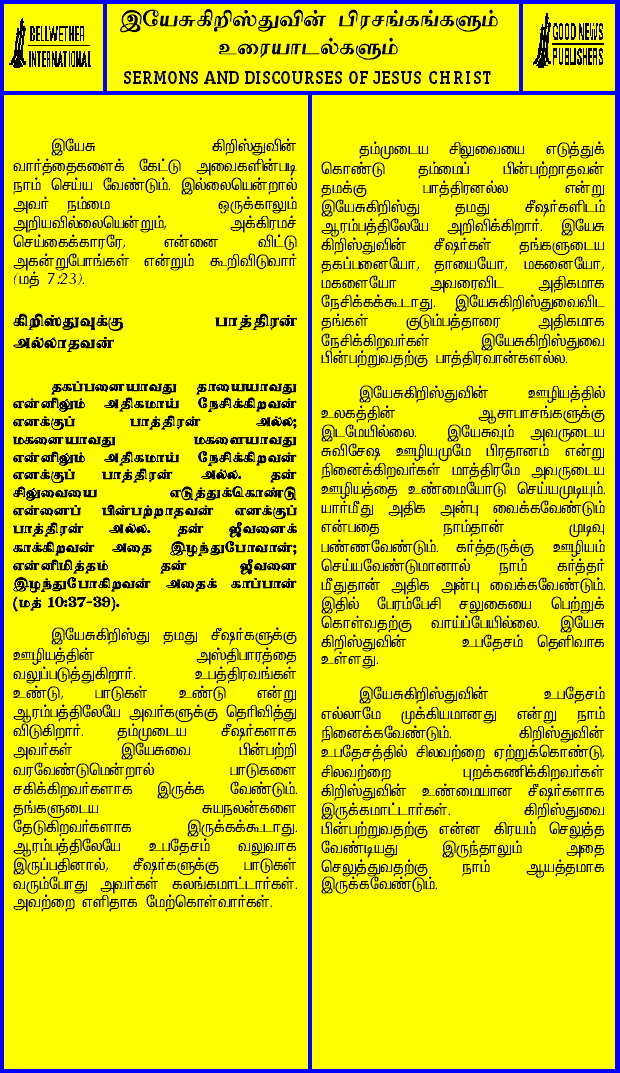 BELLWETHER
INTERNATIONAL
இயேசுகிறிஸ்துவின் பிரசங்கங்களும்
உரையாடல்களும்
SERMONS AND DISCOURSES OF JESUS CHRIST
GOOD NEWS
PUBLISHERS
இயேசு கிறிஸ்துவின்
வார்த்தைகளைக் கேட்டு அவைகளின்படி
நாம் செய்ய வேண்டும். இல்லையென்றால்
அவர் நம்மை ஒருக்காலும்
அறியவில்லையென்றும், அக்கிரமச்
செய்கைக்காரரே, என்னை விட்டு
அகன்றுபோங்கள் என்றும் கூறிவிடுவார்
(மத் 7:23).
கிறிஸ்துவுக்கு பாத்திரன்
அல்லாதவன்
தகப்பனையாவது தாயையாவது
என்னிலும் அதிகமாய் நேசிக்கிறவன்
எனக்குப் பாத்திரன் அல்ல;
மகனையாவது மகளையாவது
என்னிலும் அதிகமாய் நேசிக்கிறவன்
எனக்குப் பாத்திரன் அல்ல. தன்
சிலுவையை எடுத்துக்கொண்டு
என்னைப் பின்பற்றாதவன் எனக்குப்
பாத்திரன் அல்ல. தன் ஜீவனைக்
காக்கிறவன் அதை இழந்துபோவான்;
என்னிமித்தம் தன் ஜீவனை
இழந்துபோகிறவன் அதைக் காப்பான்
(மத் 10:37-39).
இயேசுகிறிஸ்து தமது சீஷர்களுக்கு
ஊழியத்தின் அஸ்திபாரத்தை
வலுப்படுத்துகிறார். உபத்திரவங்கள்
உண்டு, பாடுகள் உண்டு என்று
ஆரம்பத்திலேயே அவர்களுக்கு தெரிவித்து
விடுகிறார். தம்முடைய சீஷர்களாக
அவர்கள் இயேசுவை பின்பற்றி
வரவேண்டுமென்றால் பாடுகளை
சகிக்கிறவர்களாக இருக்க வேண்டும்.
தங்களுடைய சுயநலன்களை
தேடுகிறவர்களாக இருக்கக்கூடாது.
ஆரம்பத்திலேயே உபதேசம் வலுவாக
இருப்பதினால், சீஷர்களுக்கு பாடுகள்
வரும்போது அவர்கள் கலங்கமாட்டார்கள்.
அவற்றை எளிதாக மேற்கொள்வார்கள்.
தம்முடைய சிலுவையை எடுத்துக்
கொண்டு தம்மைப் பின்பற்றாதவன்
தமக்கு பாத்திரனல்ல என்று
இயேசுகிறிஸ்து தமது சீஷர்களிடம்
ஆரம்பத்திலேயே அறிவிக்கிறார். இயேசு
கிறிஸ்துவின் சீஷர்கள் தங்களுடைய
தகப்பனையோ, தாயையோ, மகனையோ,
மகளையோ அவரைவிட அதிகமாக
நேசிக்கக்கூடாது. இயேசுகிறிஸ்துவைவிட
தங்கள் குடும்பத்தாரை அதிகமாக
நேசிக்கிறவர்கள் இயேசுகிறிஸ்துவை
பின்பற்றுவதற்கு பாத்திரவான்களல்ல.
இயேசுகிறிஸ்துவின் ஊழியத்தில்
உலகத்தின் ஆசாபாசங்களுக்கு
இடமேயில்லை. இயேசுவும் அவருடைய
சுவிசேஷ ஊழியமுமே பிரதானம் என்று
நினைக்கிறவர்கள் மாத்திரமே அவருடைய
ஊழியத்தை உண்மையோடு செய்யமுடியும்.
யார்மீது அதிக அன்பு வைக்கவேண்டும்
என்பதை நாம்தான் முடிவு
பண்ணவேண்டும். கர்த்தருக்கு ஊழியம்
செய்யவேண்டுமானால் நாம் கர்த்தர்
மீதுதான் அதிக அன்பு வைக்கவேண்டும்.
இதில் பேரம்பேசி சலுகையை பெற்றுக்
கொள்வதற்கு வாய்ப்பேயில்லை. இயேசு
கிறிஸ்துவின் உபதேசம் தெளிவாக
உள்ளது.
இயேசுகிறிஸ்துவின் உபதேசம்
எல்லாமே முக்கியமானது என்று நாம்
நினைக்கவேண்டும். கிறிஸ்துவின்
உபதேசத்தில் சிலவற்றை ஏற்றுக்கொண்டு,
சிலவற்றை புறக்கணிக்கிறவர்கள்
கிறிஸ்துவின் உண்மையான சீஷர்களாக
இருக்கமாட்டார்கள். கிறிஸ்துவை
பின்பற்றுவதற்கு என்ன கிரயம் செலுத்த
வேண்டியது இருந்தாலும் அதை
செலுத்துவதற்கு நாம் ஆயத்தமாக
இருக்கவேண்டும்.